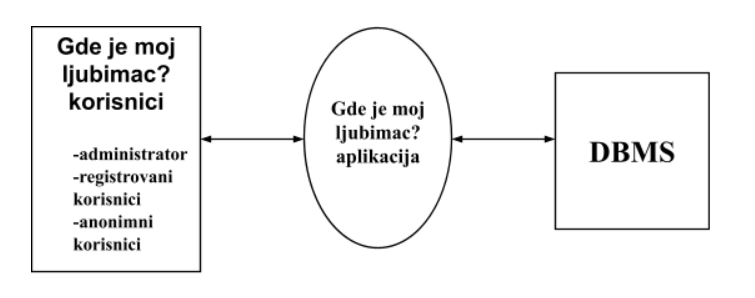 Gde je moj
ljubimac?
korisnici
-administrator
-registrovani
korisnici
-anonimni
korisnici
Gde je moj
ljubimac?
aplikacija
DBMS